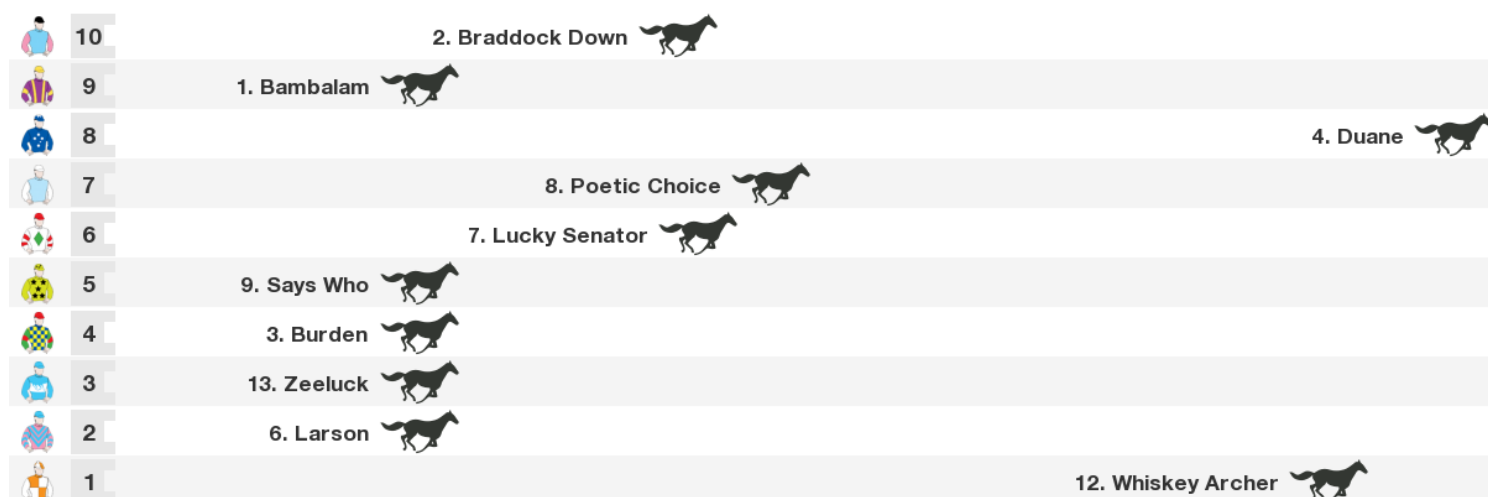 10 2. Braddock Down
9 1. Bambalam
8 4. Duane
7 8. Poetic Choice
6 7. Lucky Senator
5 9. Says Who
4 3. Burden
3 13. Zeeluck
2 6. Larson
1 12. Whiskey Archer